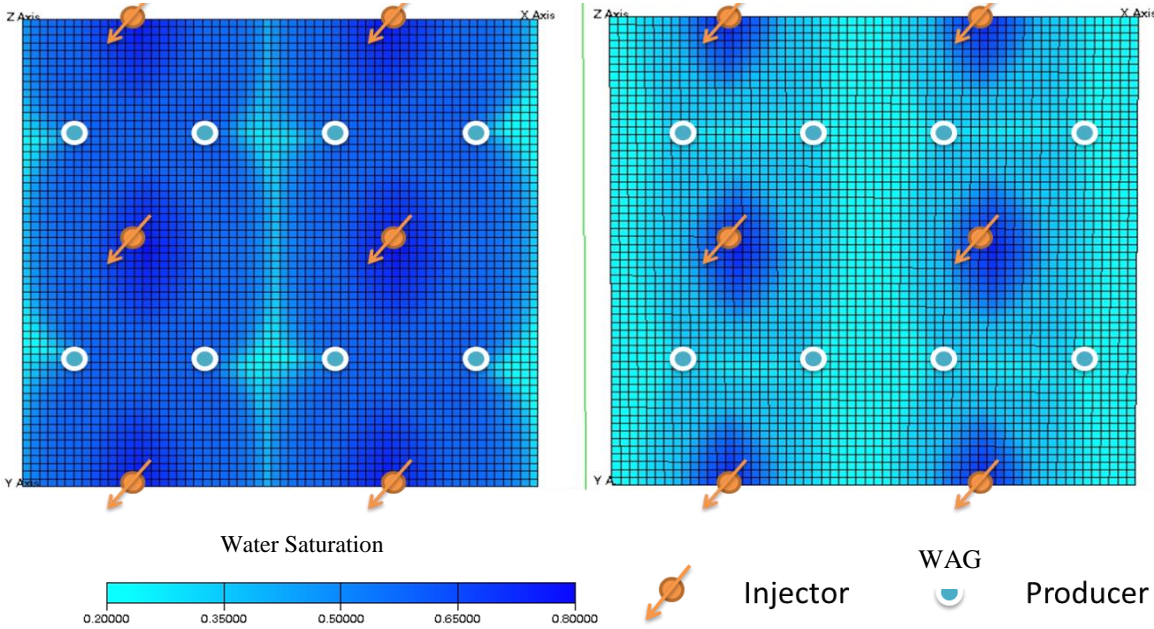 Z Axis X Axis Z Axis X Axis
Y Axis Y A
Water Saturation
WAG
Injector Producer
0.20000 0.35000 0.50000 0.65000 0.80000